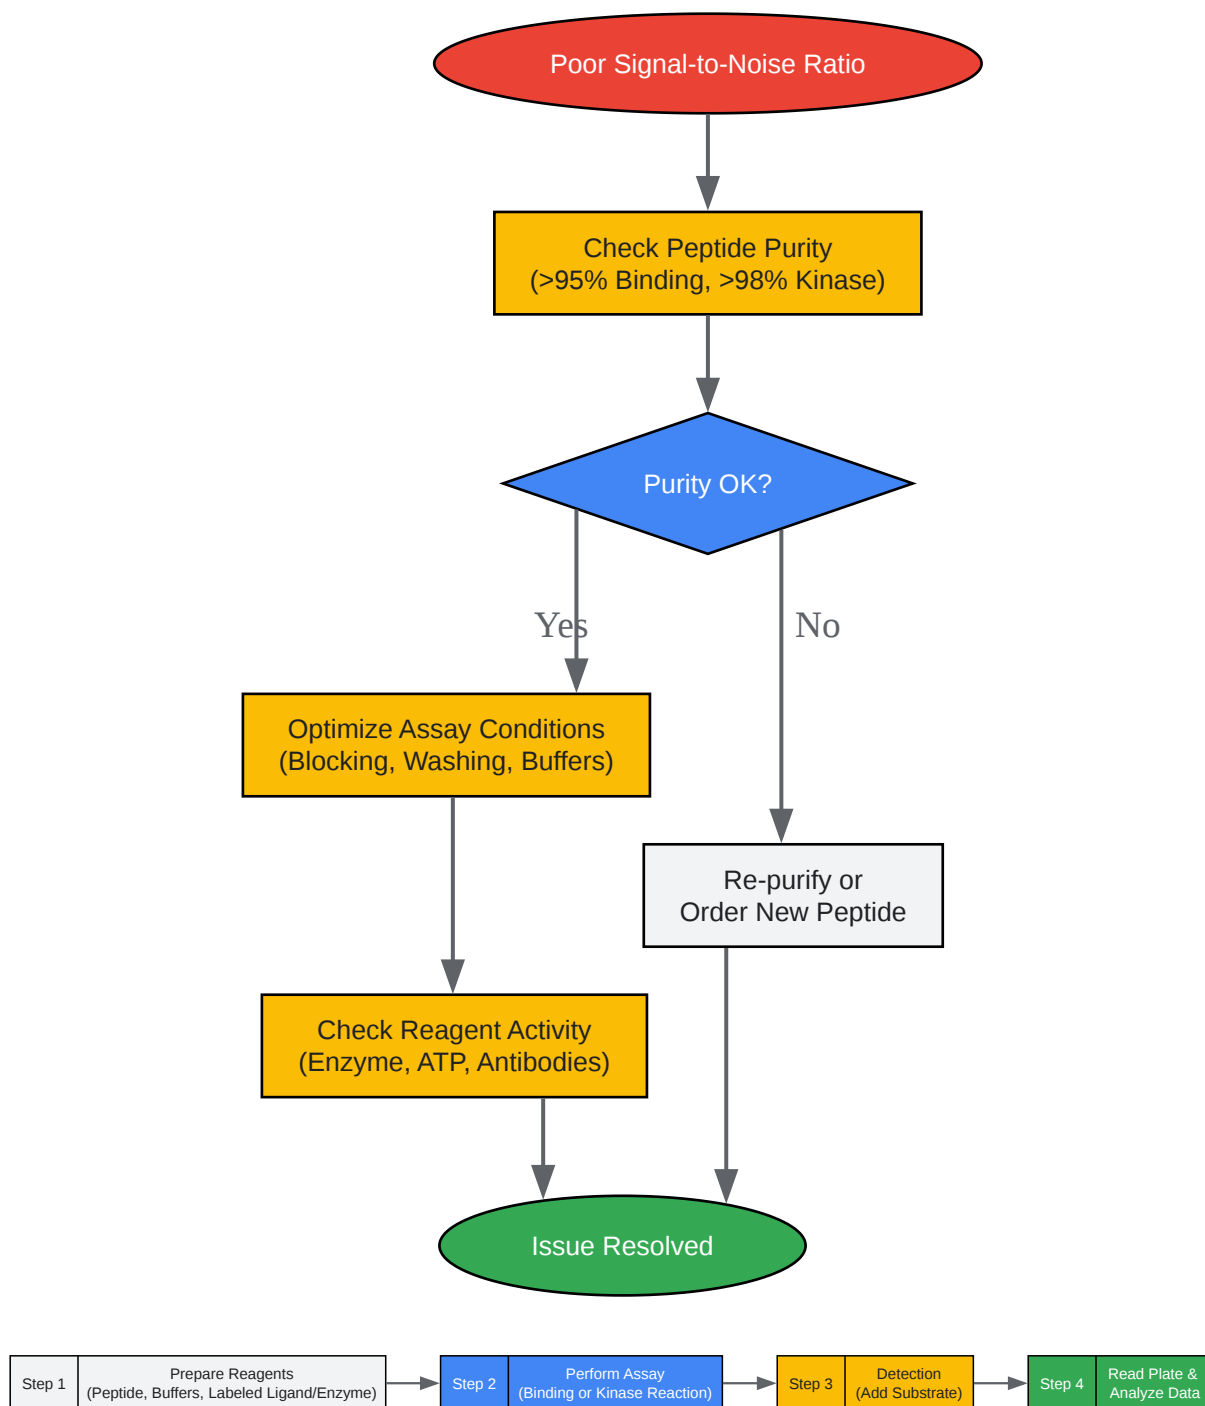 Poor Signal-to-Noise Ratio
Check Peptide Purity
(>95% Binding, >98% Kinase)
Purity OK?
Yes
No
Optimize Assay Conditions
(Blocking, Washing, Buffers)
Re-purify or
Order New Peptide
Check Reagent Activity
(Enzyme, ATP, Antibodies)
Issue Resolved
Step 1
Prepare Reagents
(Peptide, Buffers, Labeled Ligand/Enzyme)
Step 2
Perform Assay
(Binding or Kinase Reaction)
Step 3
Detection
(Add Substrate)
Step 4
Read Plate &
Analyze Data